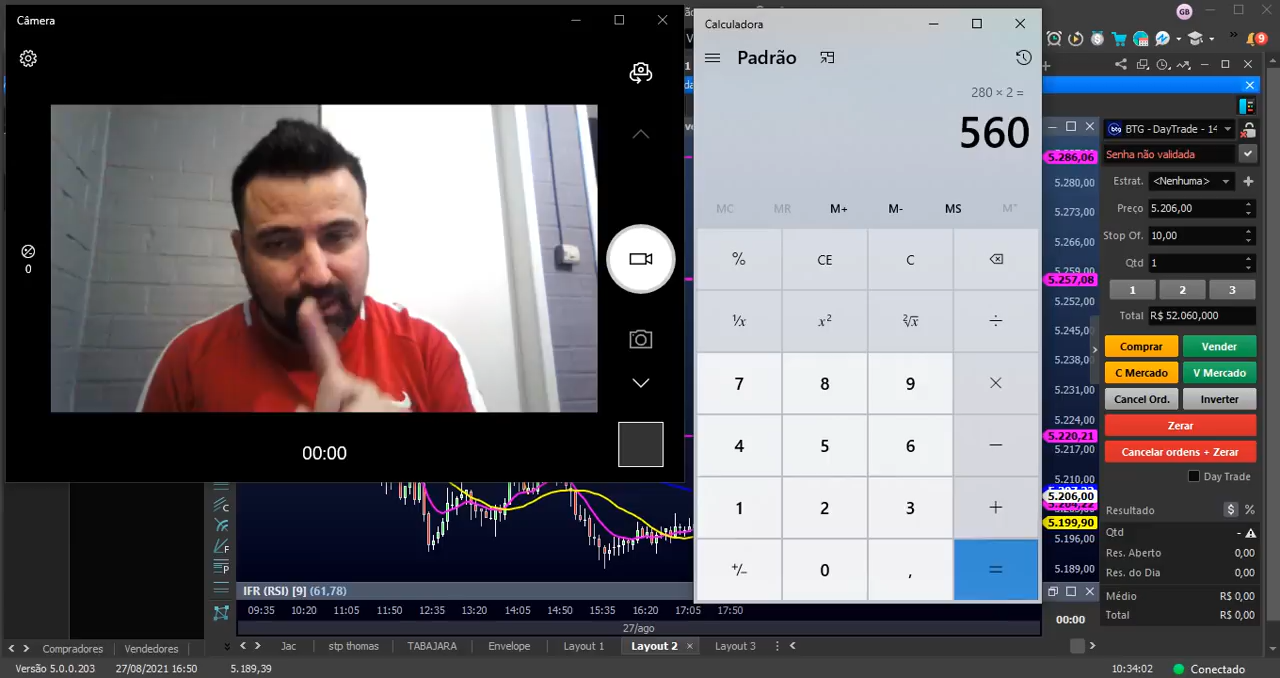 Câmera
0
00:00
Calculadora
Padrão
280 × 2 =
560
MC MR M+ M- MS
% CE C
¹/x x² ²√x ÷
7 8 9 ×
4 5 6 −
1 2 3 +
+/− 0 , =
GB
9
5.286,06
5.280,00
5.273,00
5.266,00
5.259,00
5.257,08
5.252,00
5.245,00
5.238,00
5.231,00
5.224,00
5.220,21
5.217,00
5.210,00
5.206,00
5.199,90
5.196,00
5.189,00
00:00
btg BTG - DayTrade - 14
Senha não validada
Estrat. <Nenhuma>
Preço 5.206,00
Stop Of. 10,00
Qtd 1
1 2 3
Total R$ 52.060,000
Comprar Vender
C Mercado V Mercado
Cancel Ord. Inverter
Zerar
Cancelar ordens + Zerar
Day Trade
Resultado $ %
Qtd -
Res. Aberto 0,00
Res. do Dia 0,00
Médio R$ 0,00
Total R$ 0,00
IFR (RSI) [9] (61,78)
09:35 10:20 11:05 11:50 12:35 13:20 14:05 14:50 15:35 16:20 17:05 17:50
27/ago
Compradores Vendedores Jac stp thomas TABAJARA Envelope Layout 1 Layout 2 Layout 3
Versão 5.0.0.203 27/08/2021 16:50 5.189,39 10:34:02 Conectado